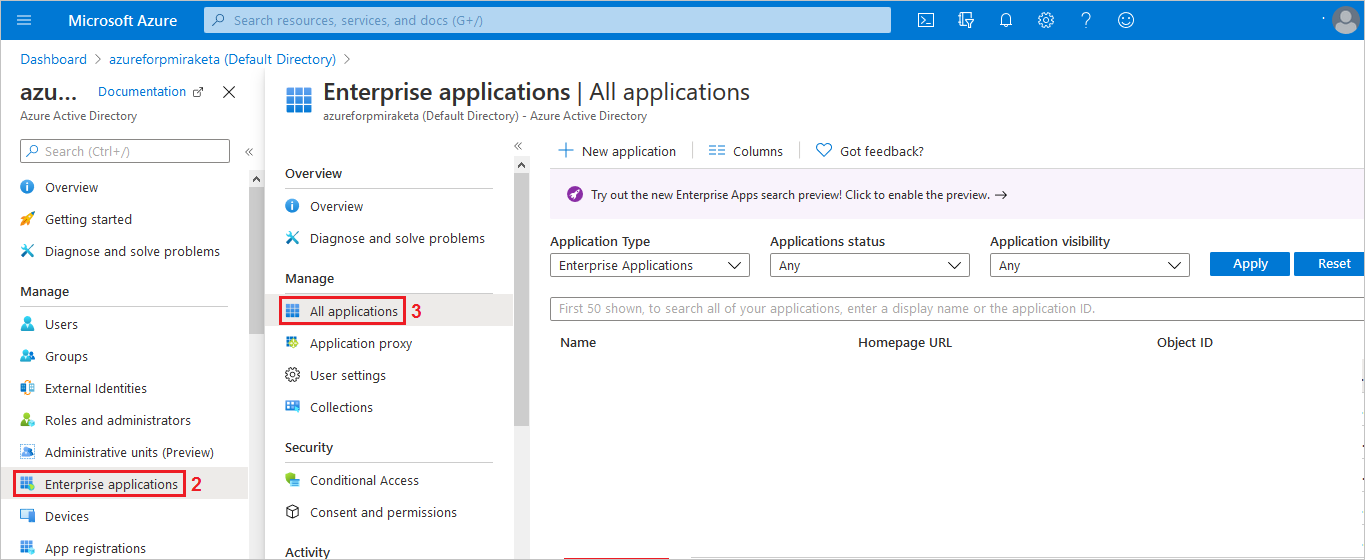 Microsoft Azure
Search resources, services, and docs (G+/)
Dashboard > azureforpmiraketa (Default Directory) >
azu...
Documentation
Azure Active Directory
Search (Ctrl+/)
«
Overview
Getting started
Diagnose and solve problems
Manage
Users
Groups
External Identities
Roles and administrators
Administrative units (Preview)
Enterprise applications 2
Devices
App registrations
Enterprise applications | All applications
azureforpmiraketa (Default Directory) - Azure Active Directory
«
Overview
Overview
Diagnose and solve problems
Manage
All applications 3
Application proxy
User settings
Collections
Security
Conditional Access
Consent and permissions
Activity
New application
Columns
Got feedback?
Try out the new Enterprise Apps search preview! Click to enable the preview. →
Application Type
Enterprise Applications
Applications status
Any
Application visibility
Any
Apply
Reset
First 50 shown, to search all of your applications, enter a display name or the application ID.
Name Homepage URL Object ID